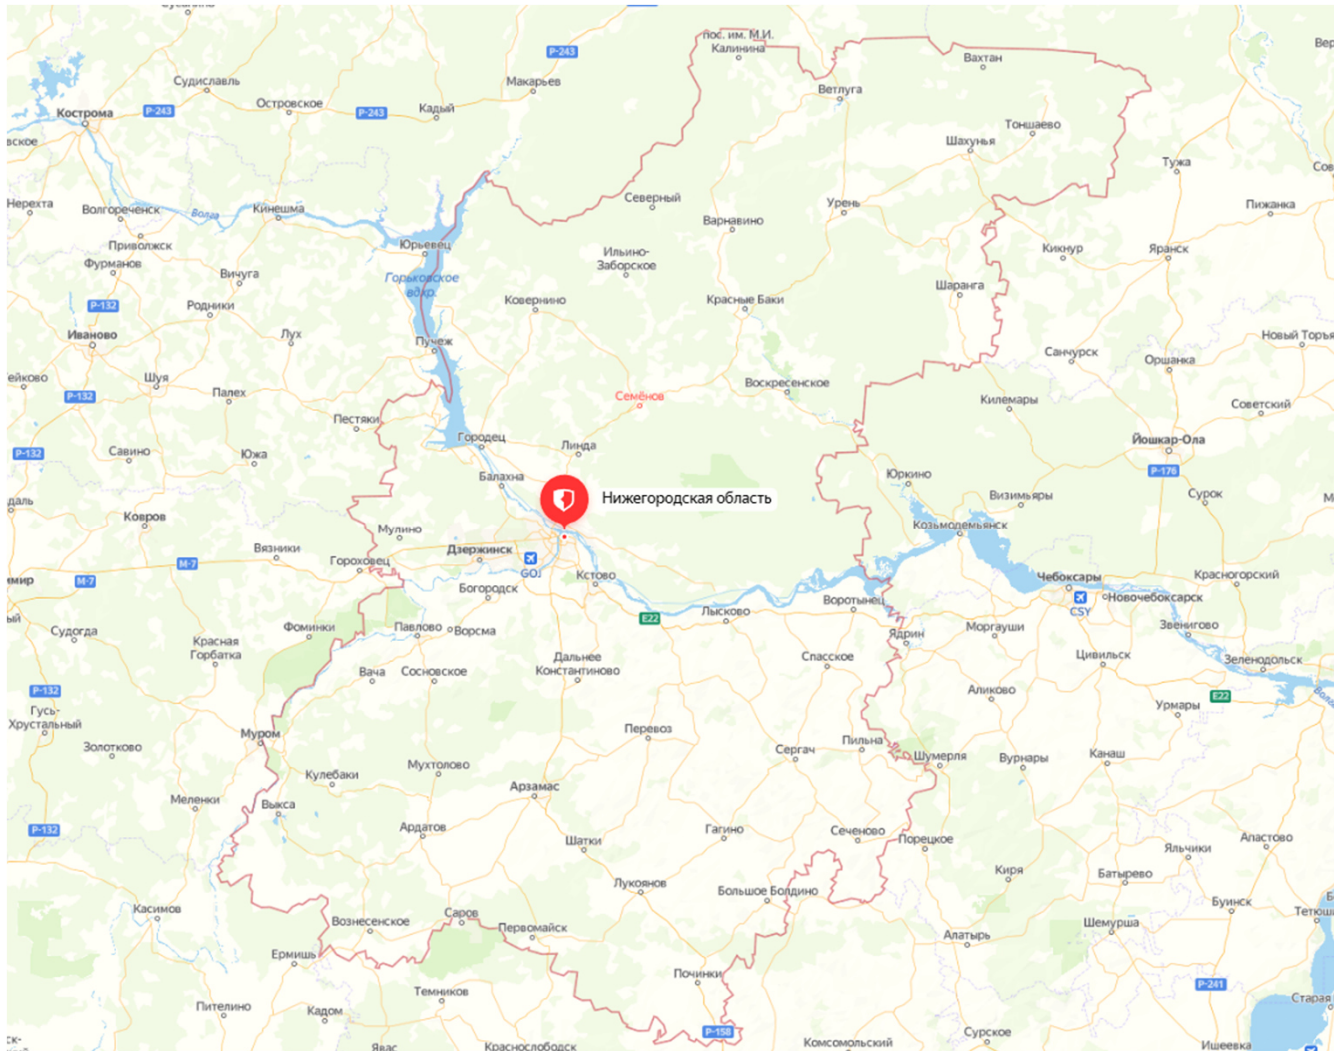 пос. им. М.И.
Калинина
Р-243
Вахтан
Судиславль
Макарьев
Ветлуга
Островское
Кадый
Кострома
Р-243
Р-243
Тоншаево
Шахунья
Тужа
Нерехта
Волгореченск
Волга
Кинешма
Северный
Варнавино
Урень
Пижанка
Приволжск
Юрьевец
Ильино-
Заборское
Кикнур
Яранск
Фурманов
Вичуга
Горьковское
вдхр.
Шаранга
Р-132
Родники
Ковернино
Красные Баки
Иваново
Лух
Пучеж
Новый Торъя
Санчурск
Оршанка
Шуя
Палех
Воскресенское
Р-132
Семёнов
Килемары
Советский
Пестяки
Городец
Линда
Йошкар-Ола
Р-132
Савино
Южа
Балахна
Юркино
Р-176
Нижегородская область
Визимьяры
Сурок
Ковров
Мулино
Козьмодемьянск
Вязники
Гороховец
Дзержинск
GOJ
М-7
М-7
Кстово
Чебоксары
Красногорский
Богородск
Е22
Лысково
Воротынец
CSY
Новочебоксарск
Судогда
Фоминки
Павлово
Ворсма
Ядрин
Моргауши
Звенигово
Красная
Горбатка
Вача
Сосновское
Дальнее
Константиново
Спасское
Цивильск
Зеленодольск
Р-132
Аликово
Е22
Гусь-
Хрустальный
Урмары
Золотково
Муром
Перевоз
Сергач
Пильна
Шумерля
Вурнары
Канаш
Кулебаки
Мухтолово
Арзамас
Меленки
Выкса
Р-132
Ардатов
Шатки
Гагино
Сеченово
Порецкое
Яльчики
Апастово
Лукоянов
Большое Болдино
Киря
Батырево
Касимов
Вознесенское
Саров
Первомайск
Буинск
Алатырь
Шемурша
Ермишь
Починки
Р-241
Пителино
Кадом
Темников
Р-158
Сурское
Комсомольский
Краснослободск
Явас
Ишеевка